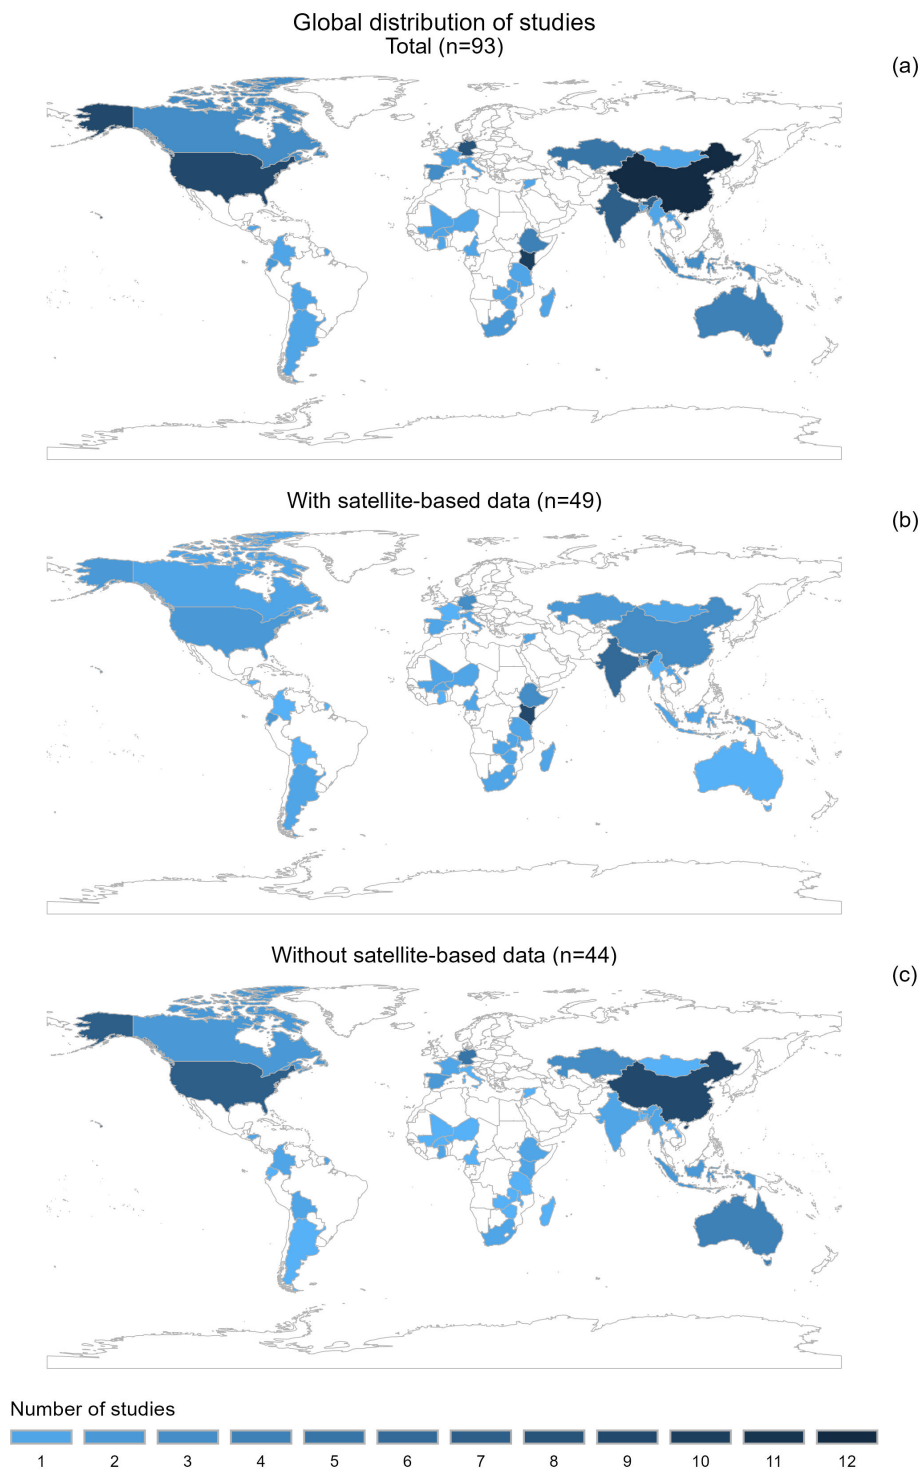 Global distribution of studies
Total (n=93)
(a)
With satellite-based data (n=49)
(b)
Without satellite-based data (n=44)
(c)
Number of studies
1 2 3 4 5 6 7 8 9 10 11 12